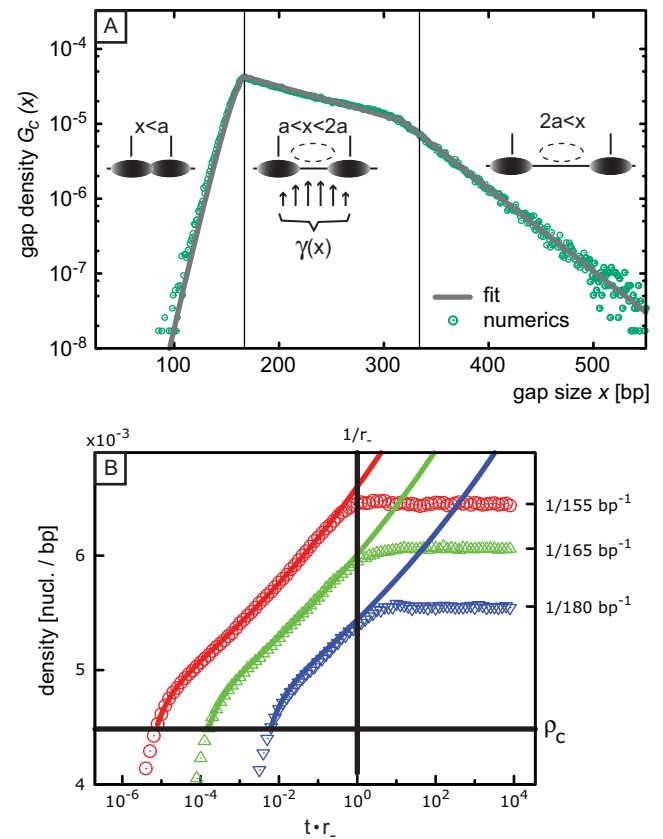 A
gap density G_C (x)
10^-4
10^-5
10^-6
10^-7
10^-8
x<a
a<x<2a
2a<x
γ(x)
fit
numerics
100 200 300 400 500
gap size x [bp]
B
x10^-3
1/r_-
density [nucl. / bp]
6
5
4
1/155 bp^-1
1/165 bp^-1
1/180 bp^-1
ρ_c
10^-6 10^-4 10^-2 10^0 10^2 10^4
t•r_-